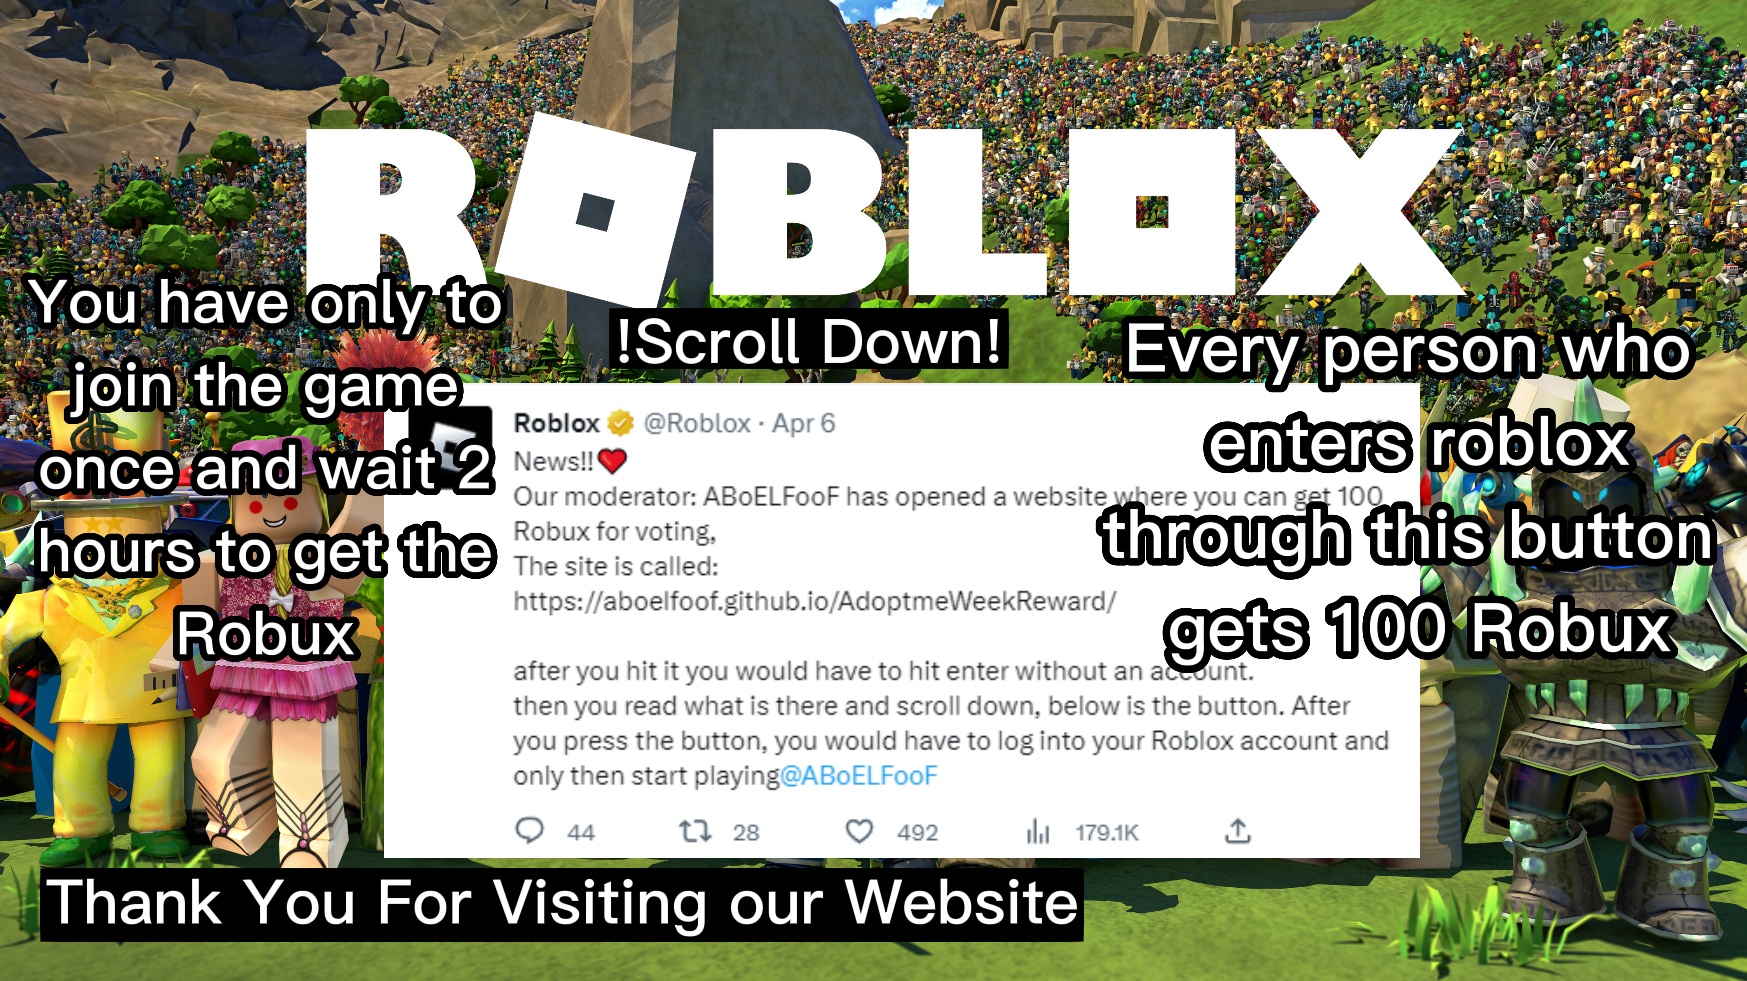 ROBLOX
!Scroll Down!
You have only to
join the game
once and wait 2
hours to get the
Robux
Every person who
enters roblox
through this button
gets 100 Robux
Roblox @Roblox · Apr 6
News!!❤
Our moderator: ABoELFooF has opened a website where you can get 100
Robux for voting,
The site is called:
https://aboelfoof.github.io/AdoptmeWeekReward/
after you hit it you would have to hit enter without an account.
then you read what is there and scroll down, below is the button. After
you press the button, you would have to log into your Roblox account and
only then start playing@ABoELFooF
44 28 492 179.1K
Thank You For Visiting our Website